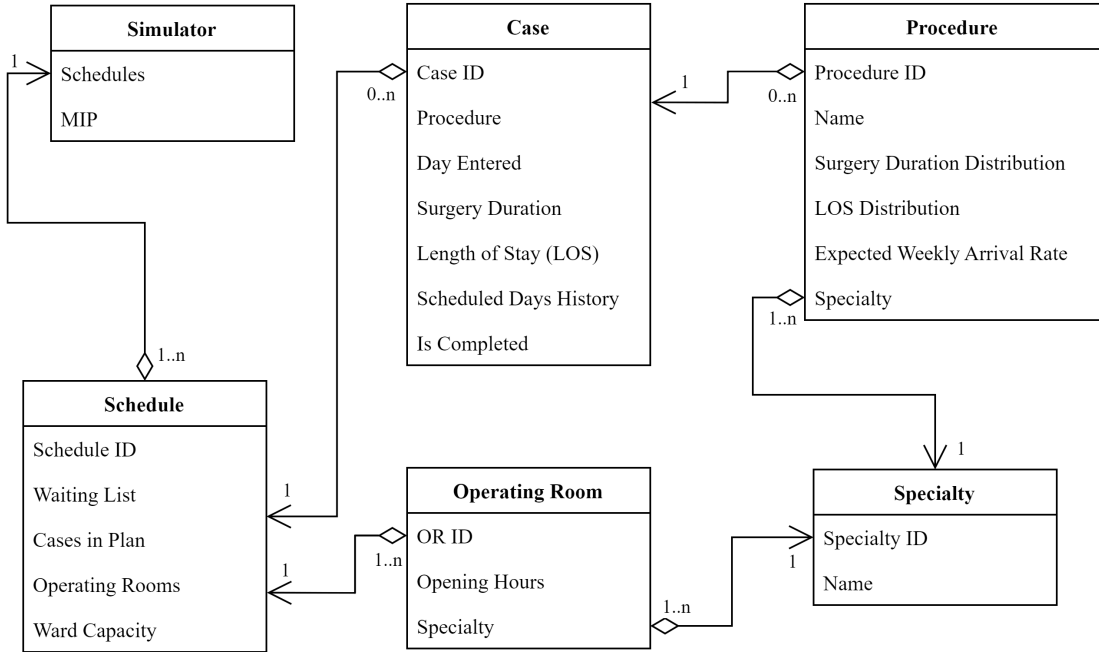 Simulator
Schedules
MIP
1
Case
Case ID
Procedure
Day Entered
Surgery Duration
Length of Stay (LOS)
Scheduled Days History
Is Completed
0..n
1
Procedure
Procedure ID
Name
Surgery Duration Distribution
LOS Distribution
Expected Weekly Arrival Rate
Specialty
0..n
1
1..n
1
1..n
Schedule
Schedule ID
Waiting List
Cases in Plan
Operating Rooms
Ward Capacity
1
Operating Room
OR ID
Opening Hours
Specialty
1..n
1..n
1
Specialty
Specialty ID
Name